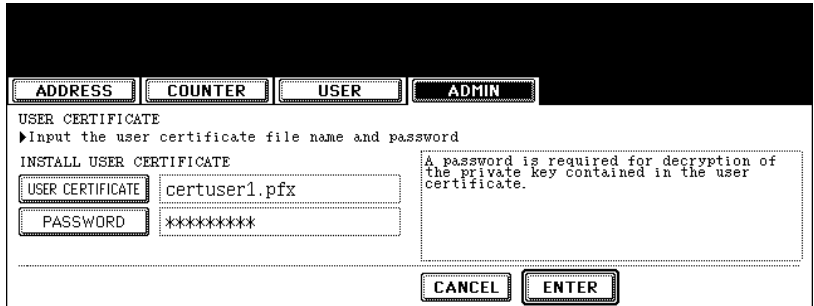 ADDRESS COUNTER USER ADMIN
USER CERTIFICATE
▶Input the user certificate file name and password
INSTALL USER CERTIFICATE
USER CERTIFICATE certuser1.pfx
PASSWORD *********
A password is required for decryption of
the private key contained in the user
certificate.
CANCEL ENTER